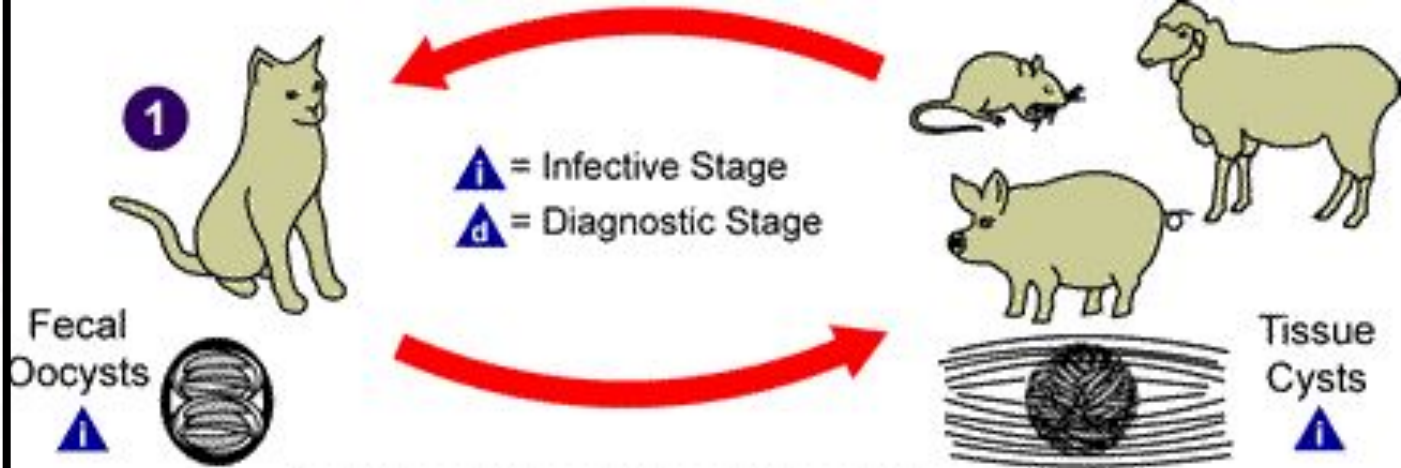 1
i = Infective Stage
d = Diagnostic Stage
Fecal
Oocysts
i
Tissue
Cysts
i